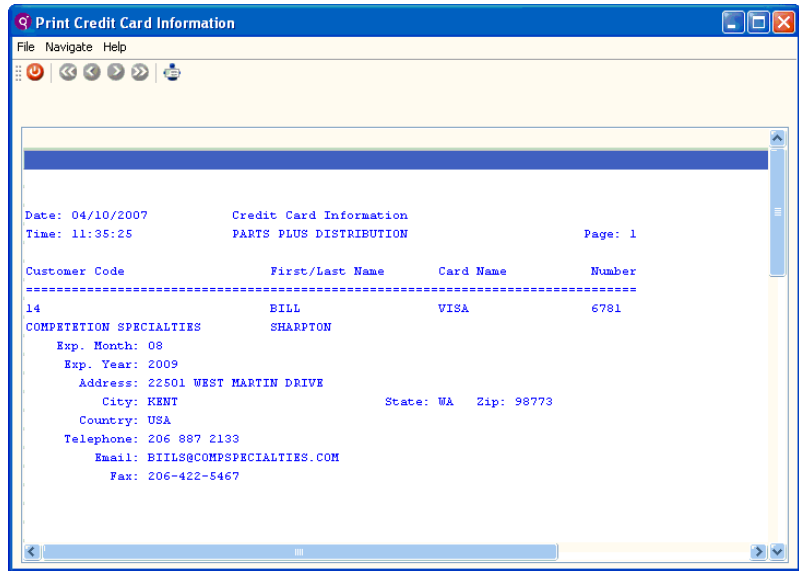 Print Credit Card Information
File Navigate Help
Date: 04/10/2007 Credit Card Information
Time: 11:35:25 PARTS PLUS DISTRIBUTION Page: 1
Customer Code First/Last Name Card Name Number
================================================================================
14 BILL VISA 6781
COMPETETION SPECIALTIES SHARPTON
Exp. Month: 08
Exp. Year: 2009
Address: 22501 WEST MARTIN DRIVE
City: KENT State: WA Zip: 98773
Country: USA
Telephone: 206 887 2133
Email: BIILS@COMPSPECIALTIES.COM
Fax: 206-422-5467